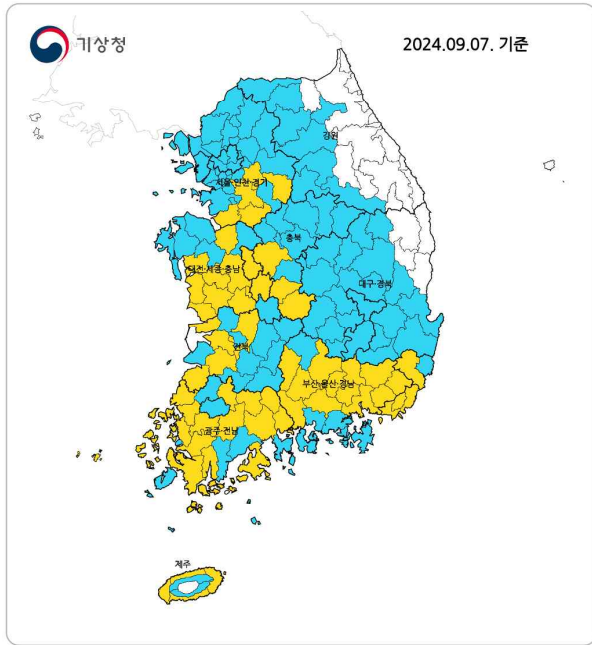 기상청
2024.09.07. 기준
강원
서울·인천·경기
충북
대전·세종·충남
대구·경북
전북
부산·울산·경남
광주·전남
제주